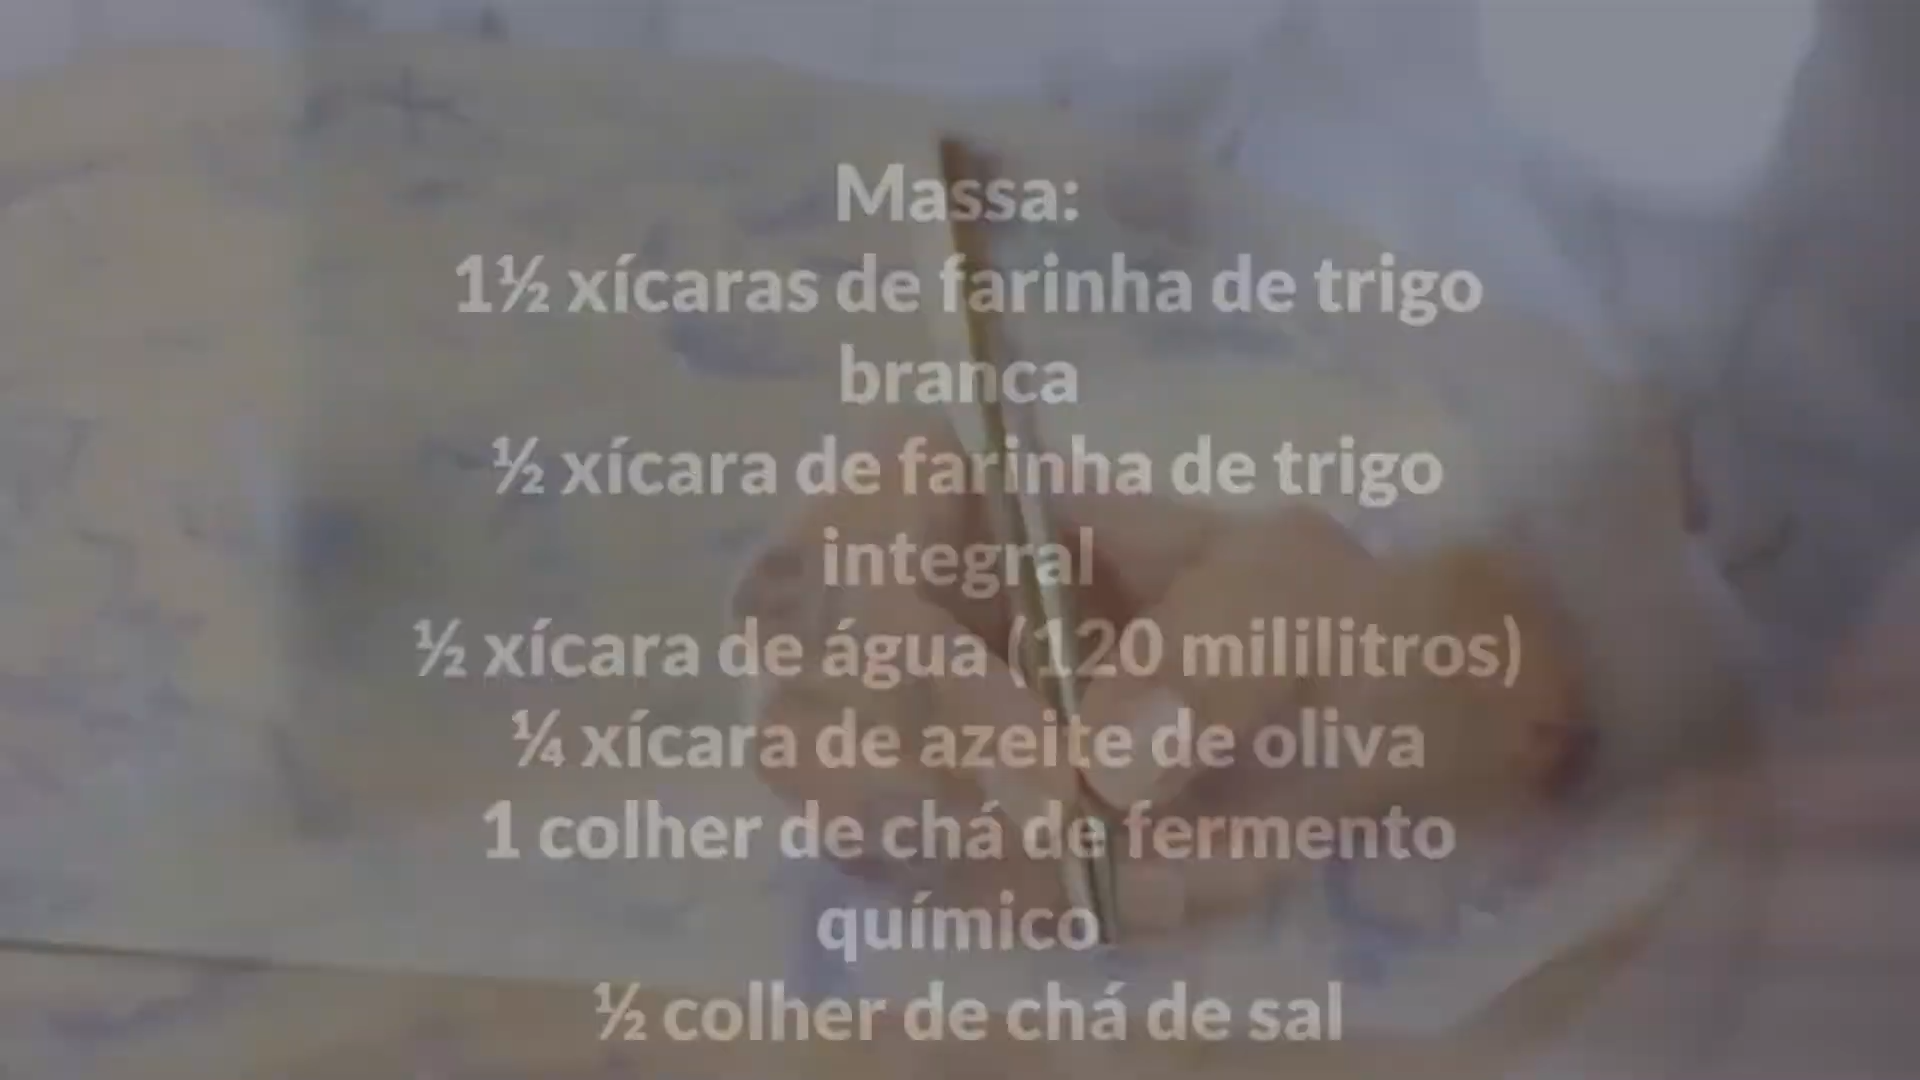 Massa:
1½ xícaras de farinha de trigo
branca
½ xícara de farinha de trigo
integral
½ xícara de água (120 mililitros)
¼ xícara de azeite de oliva
1 colher de chá de fermento
químico
½ colher de chá de sal